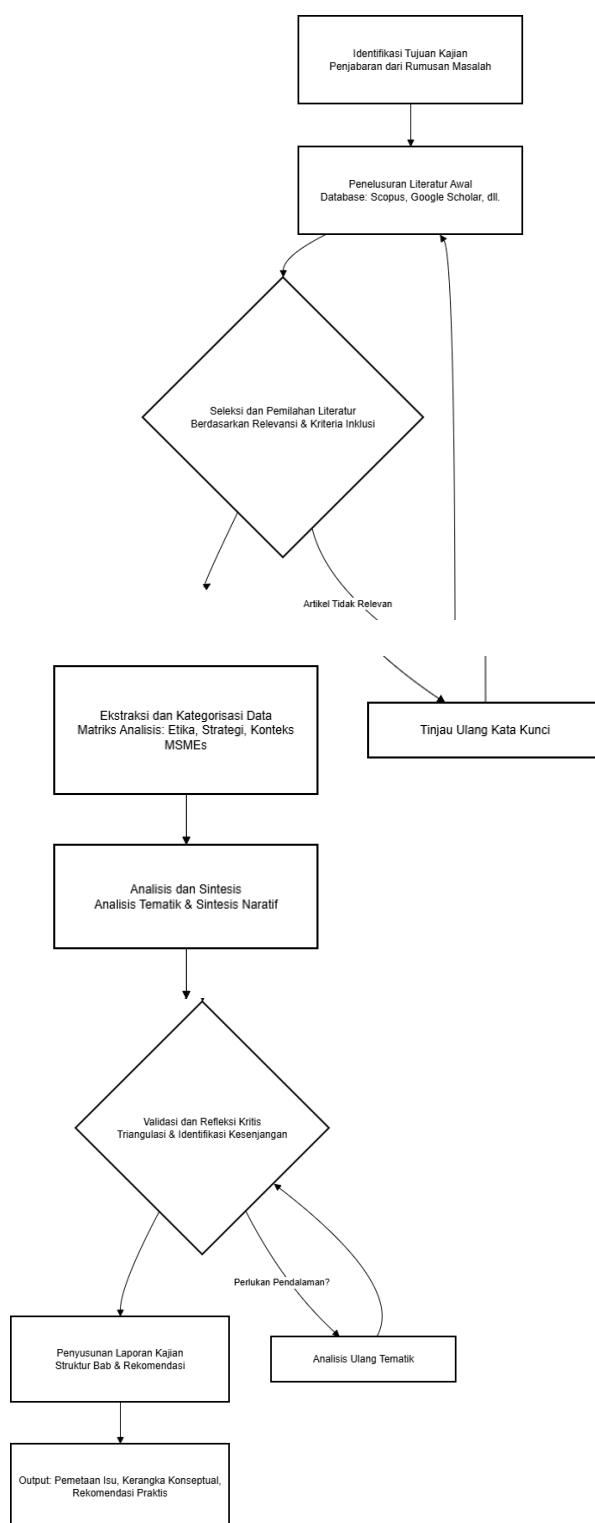 Identifikasi Tujuan Kajian
Penjabaran dari Rumusan Masalah
Penelusuran Literatur Awal
Database: Scopus, Google Scholar, dll.
Seleksi dan Pemilahan Literatur
Berdasarkan Relevansi & Kriteria Inklusi
Artikel Tidak Relevan
Ekstraksi dan Kategorisasi Data
Matriks Analisis: Etika, Strategi, Konteks
MSMEs
Tinjau Ulang Kata Kunci
Analisis dan Sintesis
Analisis Tematik & Sintesis Naratif
Validasi dan Refleksi Kritis
Triangulasi & Identifikasi Kesenjangan
Perlukan Pendalaman?
Penyusunan Laporan Kajian
Struktur Bab & Rekomendasi
Analisis Ulang Tematik
Output: Pemetaan Isu, Kerangka Konseptual,
Rekomendasi Praktis